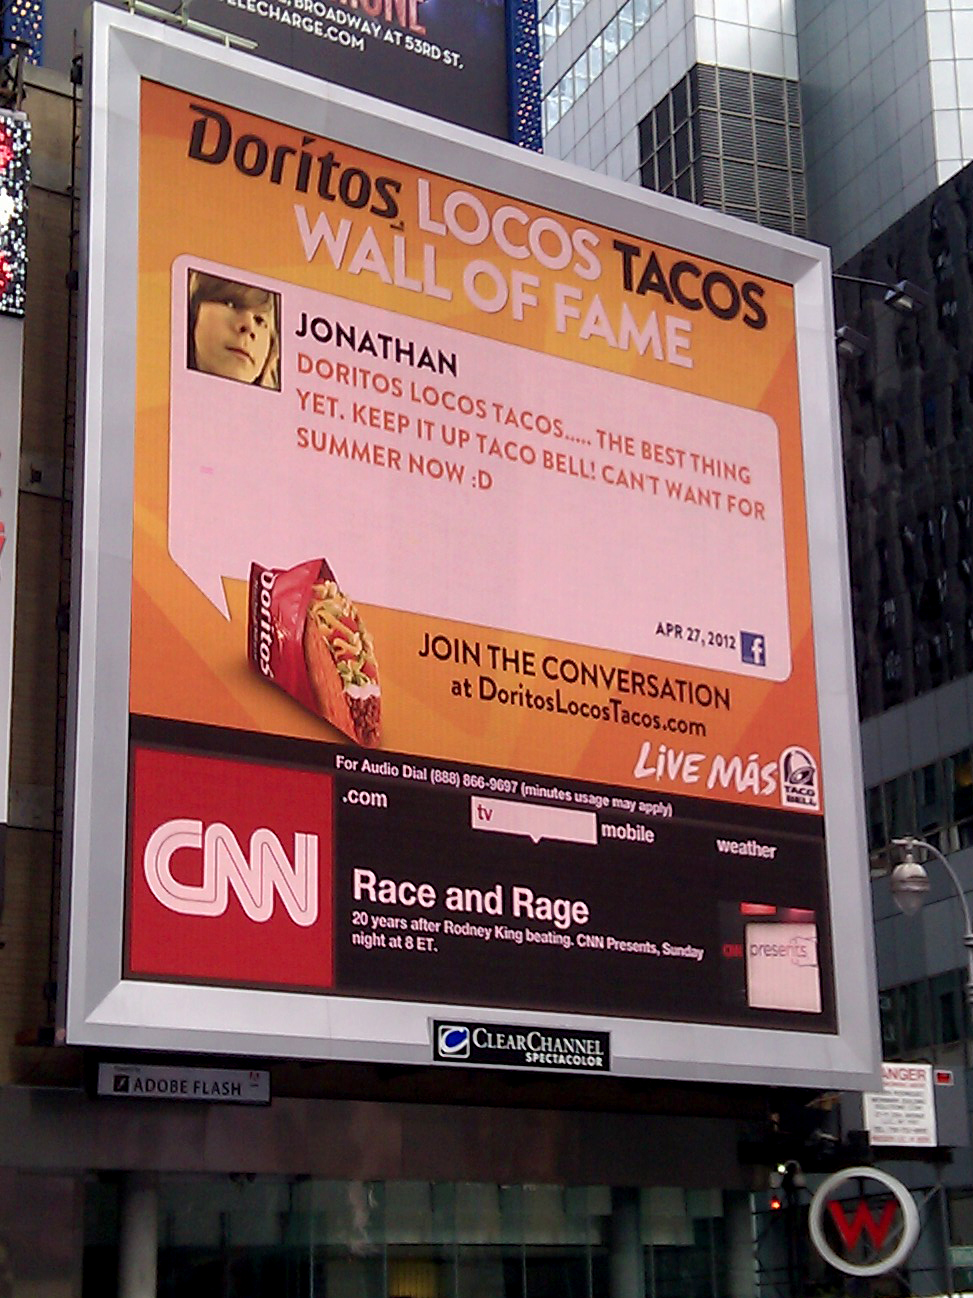 BROADWAY AT 53RD ST.
TELECHARGE.COM
Doritos LOCOS TACOS
WALL OF FAME
JONATHAN
DORITOS LOCOS TACOS..... THE BEST THING
YET. KEEP IT UP TACO BELL! CAN'T WANT FOR
SUMMER NOW :D
Doritos
APR 27, 2012 f
JOIN THE CONVERSATION
at DoritosLocosTacos.com
LIVE MÁS
TACO
BELL
For Audio Dial (888) 866-9697 (minutes usage may apply)
.com tv mobile weather
CNN
Race and Rage
20 years after Rodney King beating. CNN Presents, Sunday
night at 8 ET.
CNN presents
CLEARCHANNEL
SPECTACOLOR
ADOBE FLASH
ANGER
W